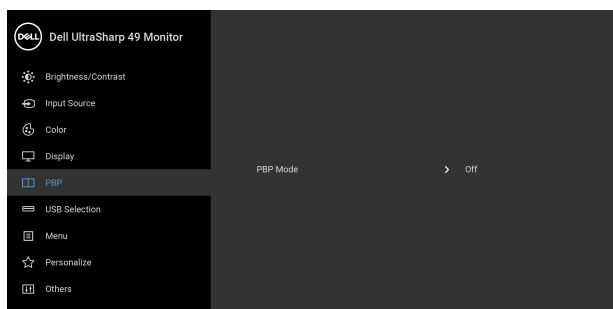 DELL Dell UltraSharp 49 Monitor
Brightness/Contrast
Input Source
Color
Display
PBP Mode Off
PBP
USB Selection
Menu
Personalize
Others